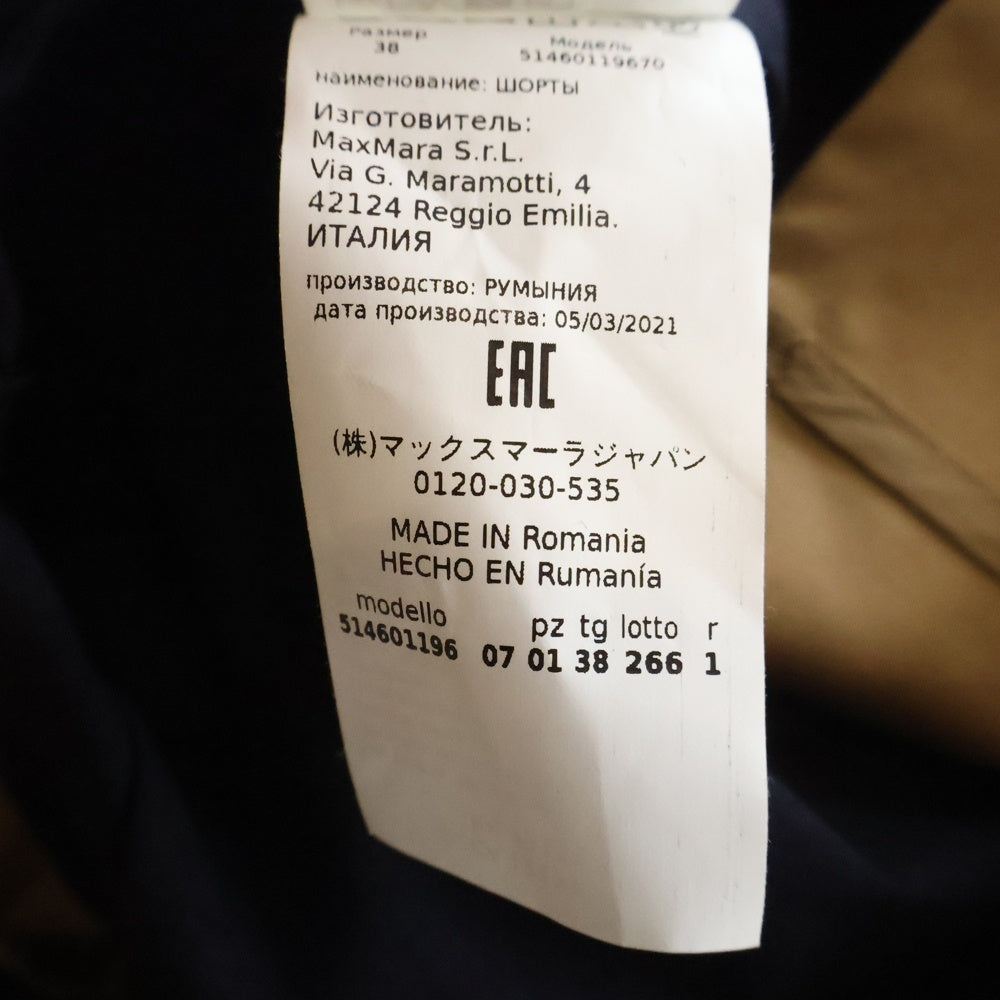 Размер Модель
38 51460119670
наименование: ШОРТЫ
Изготовитель:
MaxMara S.r.L.
Via G. Maramotti, 4
42124 Reggio Emilia.
ИТАЛИЯ
производство: РУМЫНИЯ
дата производства: 05/03/2021
EAC
(株)マックスマーラジャパン
0120-030-535
MADE IN Romania
HECHO EN Rumanía
modello pz tg lotto r
514601196 07 01 38 266 1